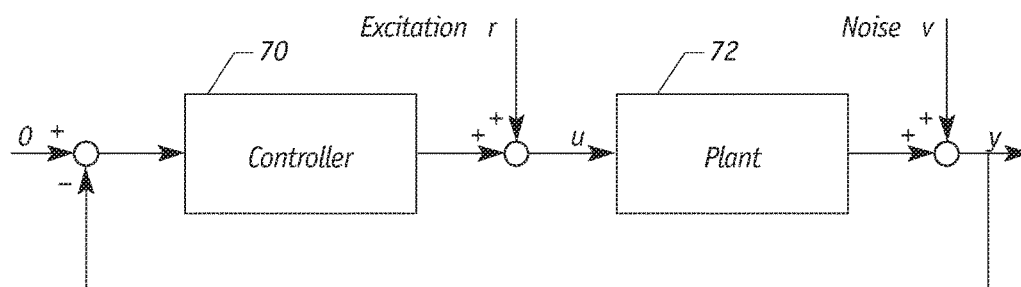 Excitation r
Noise v
70
72
+
+
0 +
+
u
+
y
Controller
Plant
−